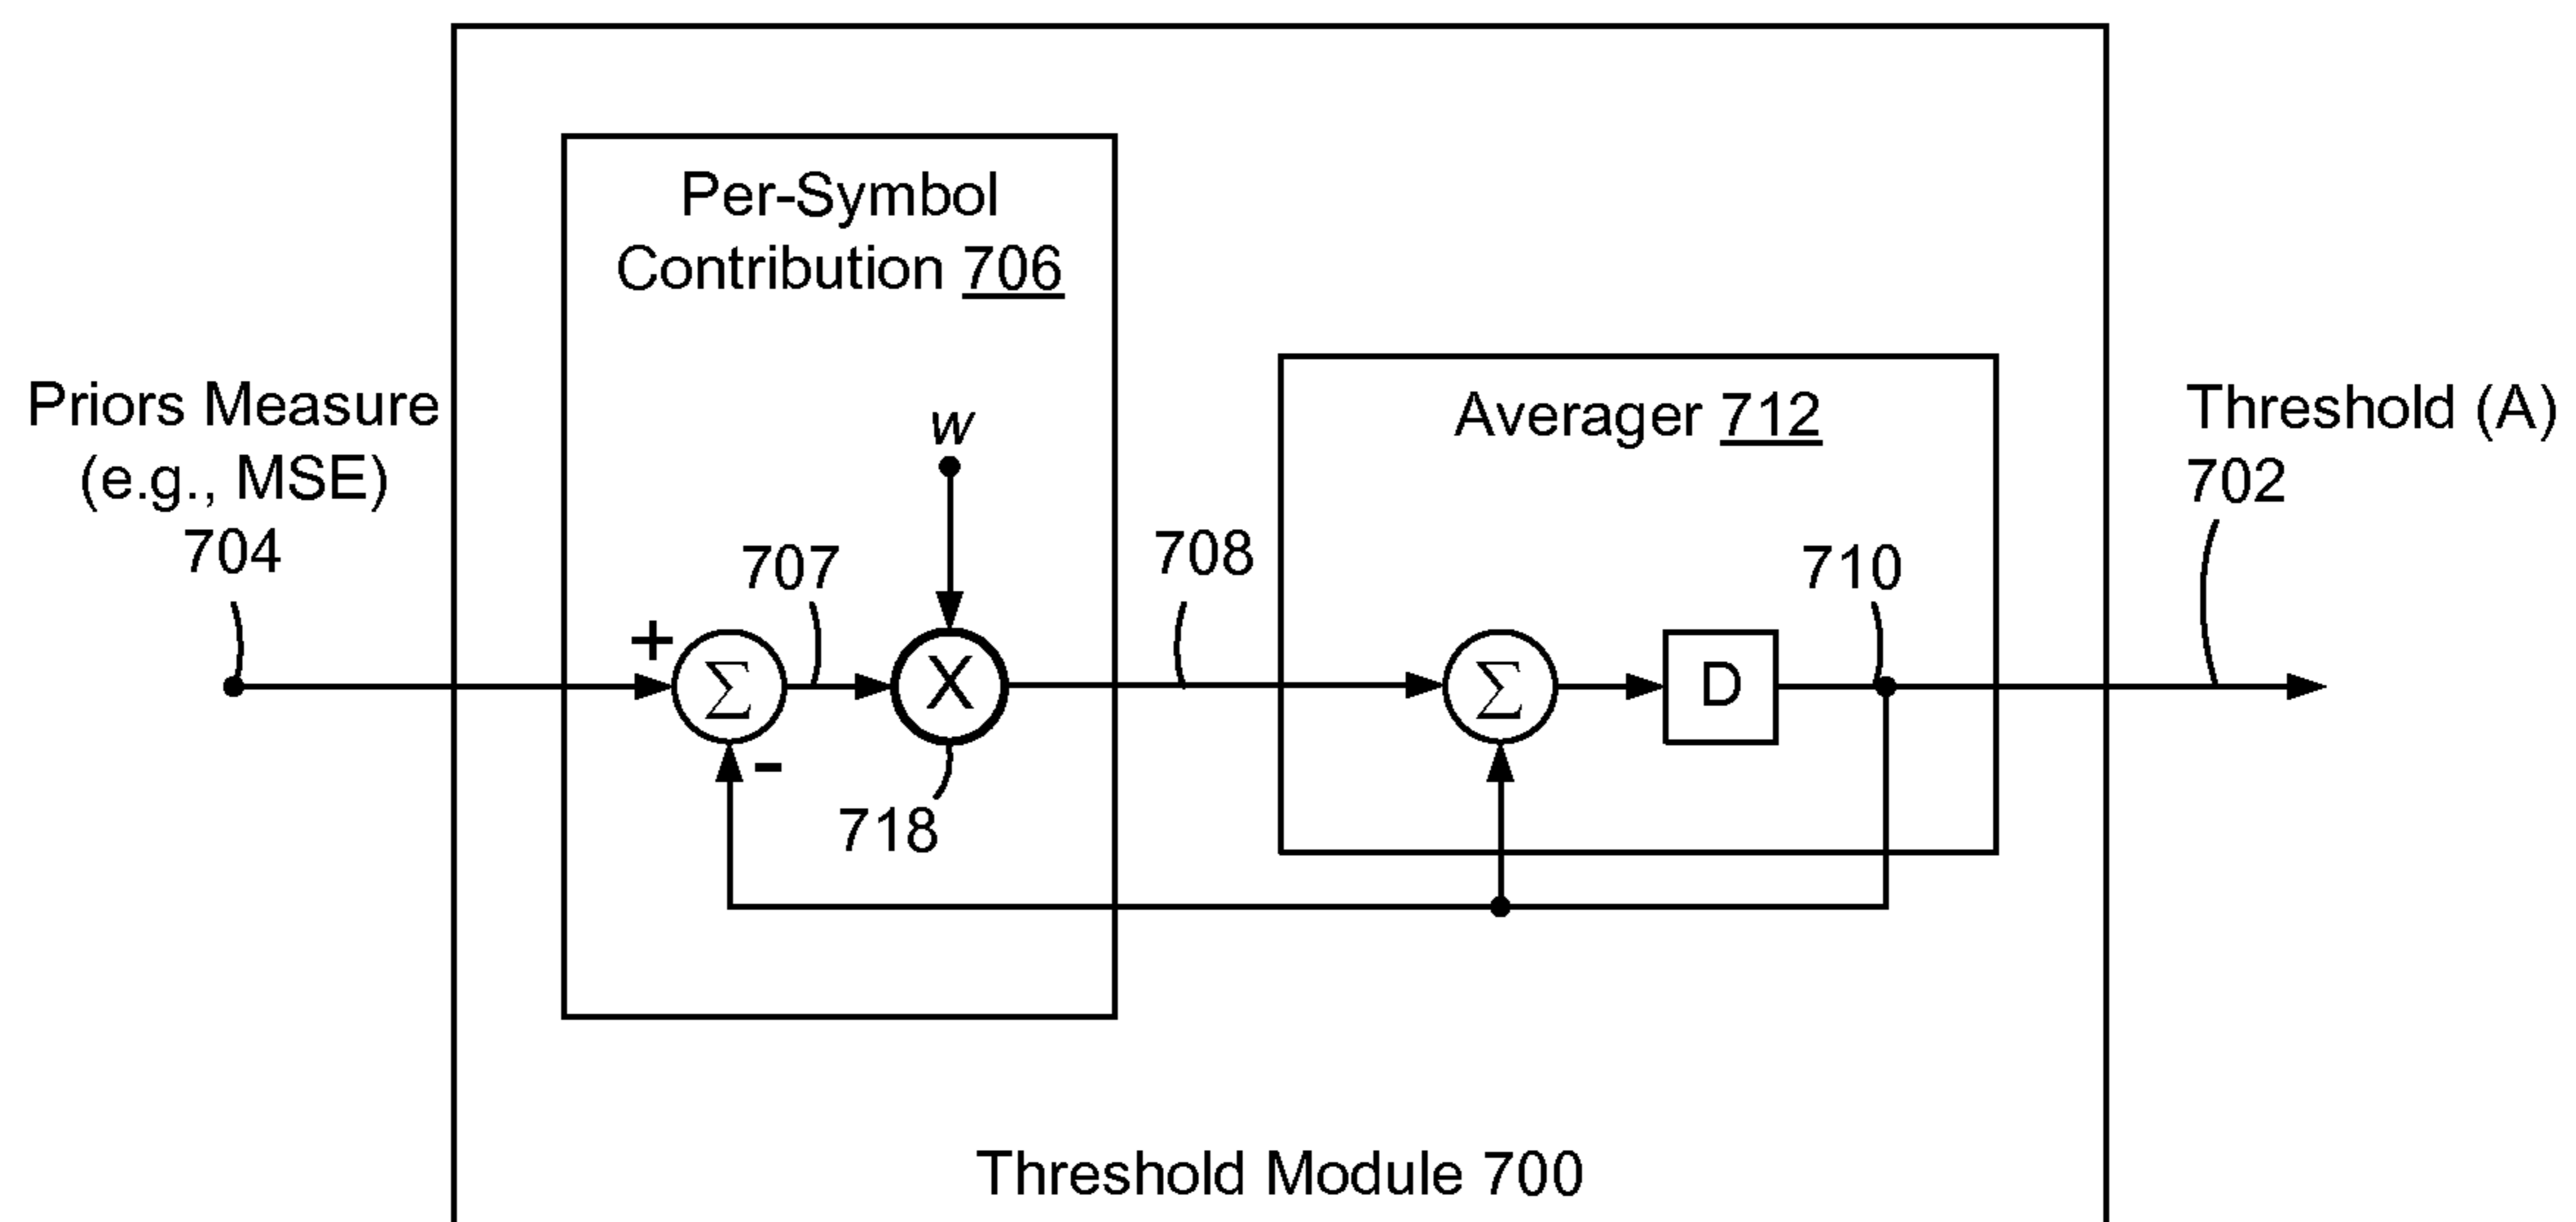 Per-Symbol
Contribution 706
Priors Measure
(e.g., MSE)
704
w
Averager 712
Threshold (A)
702
707
708
710
+
Σ
X
Σ
D
-
718
Threshold Module 700